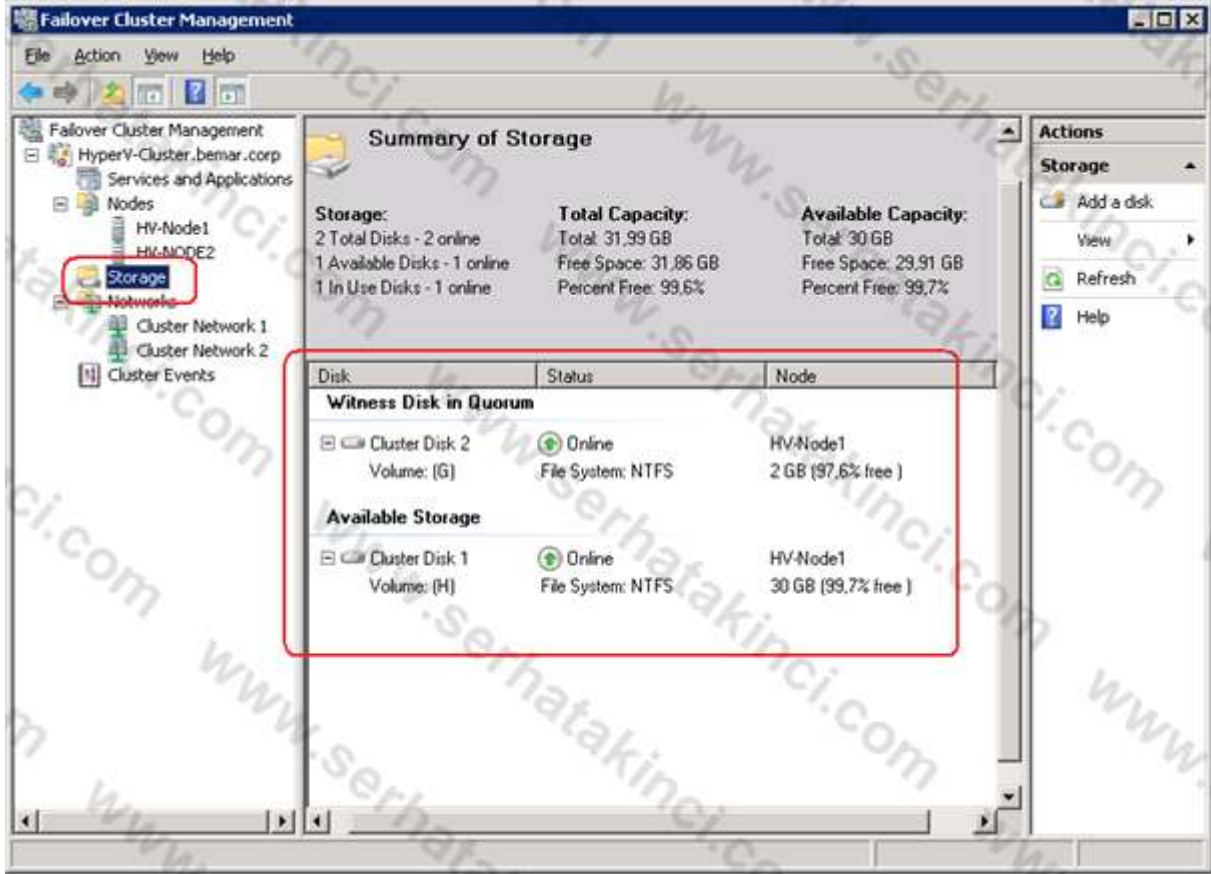 Failover Cluster Management
File Action View Help
Failover Cluster Management
HyperV-Cluster.bemar.corp
Services and Applications
Nodes
HV-Node1
HV-NODE2
Storage
Networks
Cluster Network 1
Cluster Network 2
Cluster Events
Summary of Storage
Storage: Total Capacity: Available Capacity:
2 Total Disks - 2 online Total: 31,99 GB Total: 30 GB
1 Available Disks - 1 online Free Space: 31,86 GB Free Space: 29,91 GB
1 In Use Disks - 1 online Percent Free: 99,6% Percent Free: 99,7%
Disk Status Node
Witness Disk in Quorum
Cluster Disk 2 Online HV-Node1
Volume: (G) File System: NTFS 2 GB (97,6% free )
Available Storage
Cluster Disk 1 Online HV-Node1
Volume: (H) File System: NTFS 30 GB (99,7% free )
Actions
Storage
Add a disk
View
Refresh
Help
www.serhatakinci.com